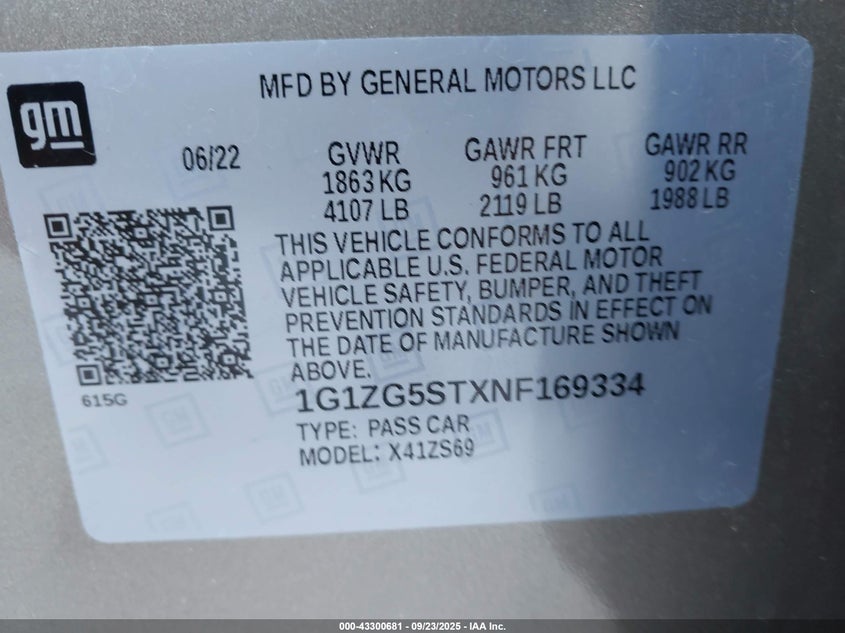 MFD BY GENERAL MOTORS LLC
gm
06/22
GVWR
1863 KG
4107 LB
GAWR FRT
961 KG
2119 LB
GAWR RR
902 KG
1988 LB
THIS VEHICLE CONFORMS TO ALL
APPLICABLE U.S. FEDERAL MOTOR
VEHICLE SAFETY, BUMPER, AND THEFT
PREVENTION STANDARDS IN EFFECT ON
THE DATE OF MANUFACTURE SHOWN
ABOVE.
615G
1G1ZG5STXNF169334
TYPE: PASS CAR
MODEL: X41ZS69
000-43300681 - 09/23/2025 - IAA Inc.